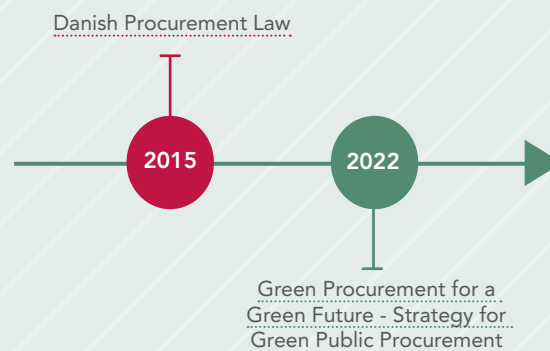 Danish Procurement Law
2015
2022
Green Procurement for a
Green Future - Strategy for
Green Public Procurement